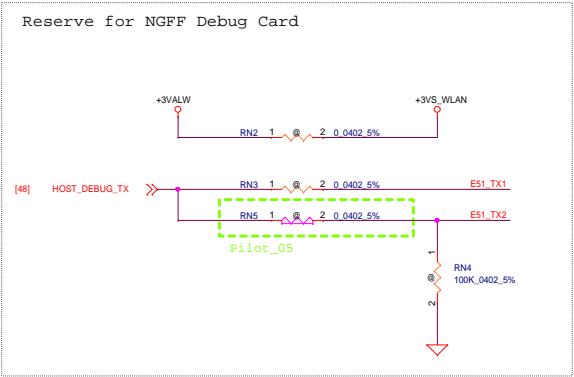 Reserve for NGFF Debug Card
+3VALW +3VS_WLAN
RN2 1 @ 2 0_0402_5%
[48] HOST_DEBUG_TX RN3 1 @ 2 E51_TX1
RN5 1 @ 2 0_0402_5% E51_TX2
Pilot_05
1
RN4
@ 100K_0402_5%
2